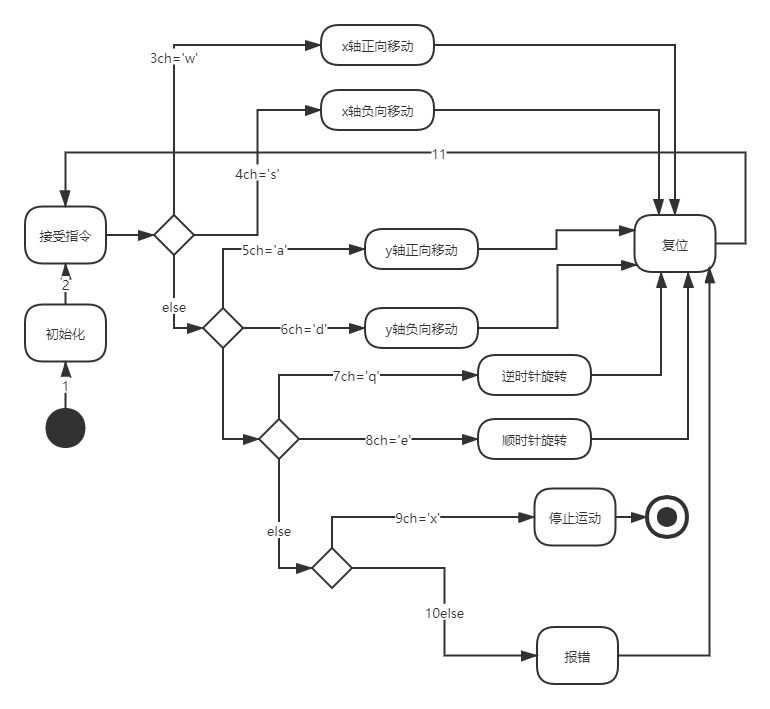 x轴正向移动
3ch='w'
x轴负向移动
11
4ch='s'
接受指令
复位
5ch='a'
y轴正向移动
2
else
6ch='d'
y轴负向移动
初始化
7ch='q'
逆时针旋转
1
8ch='e'
顺时针旋转
9ch='x'
停止运动
else
10else
报错